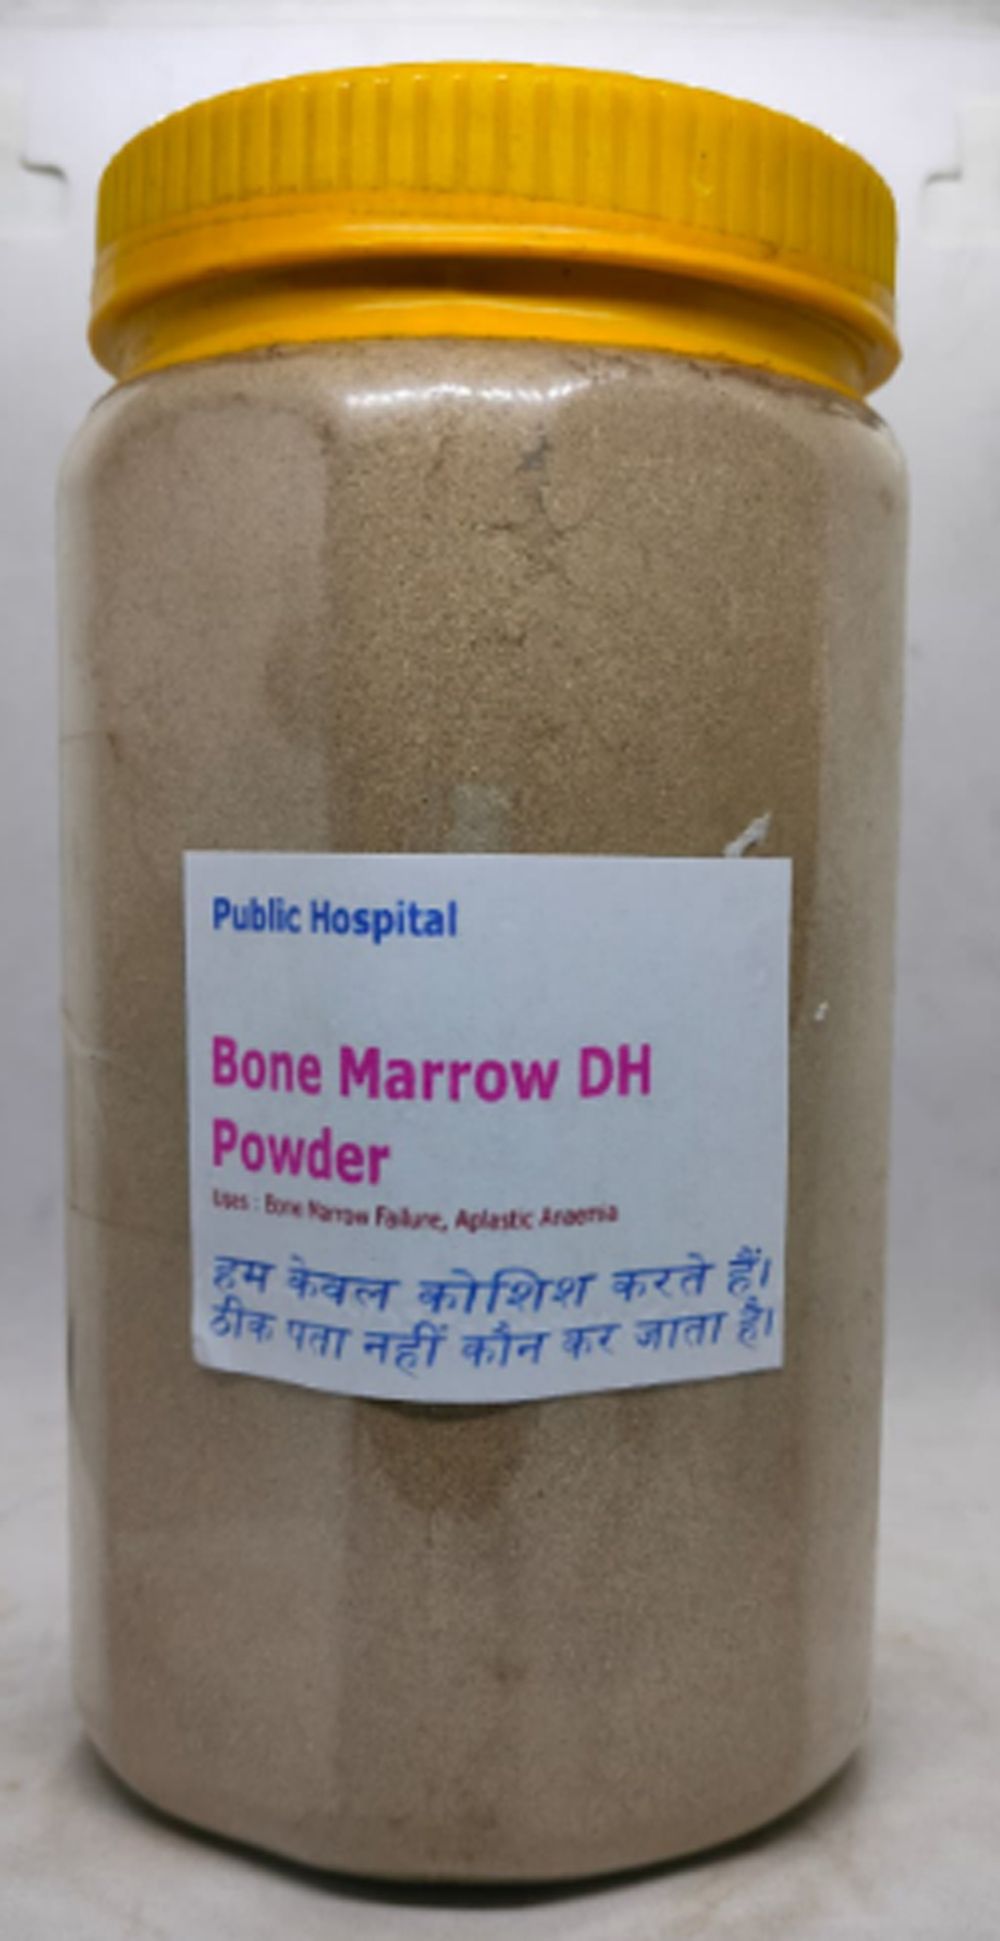 Public Hospital
Bone Marrow DH
Powder
Uses : Bone Marrow Failure, Aplastic Anaemia
हम केवल कोशिश करते हैं।
ठीक पता नहीं कौन कर जाता है।